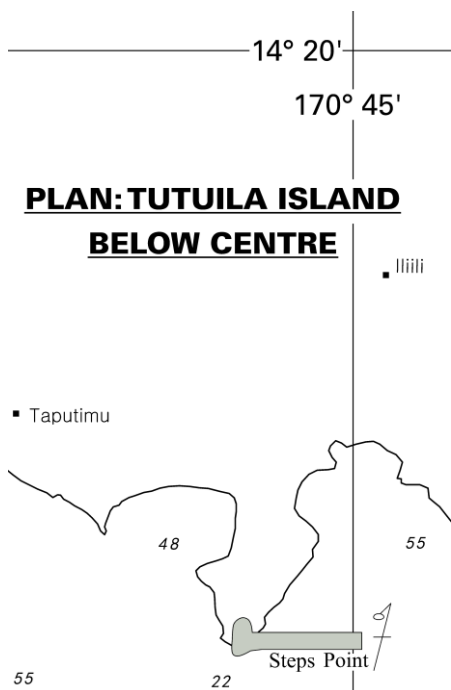 14° 20'
170° 45'
PLAN: TUTUILA ISLAND
BELOW CENTRE
Iliili
Taputimu
48
55
Steps Point
55
22